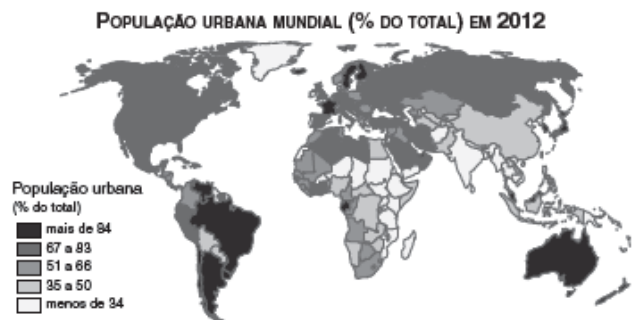 POPULAÇÃO URBANA MUNDIAL (% DO TOTAL) EM 2012
População urbana
(% do total)
mais de 84
67 a 83
51 a 66
35 a 50
menos de 34